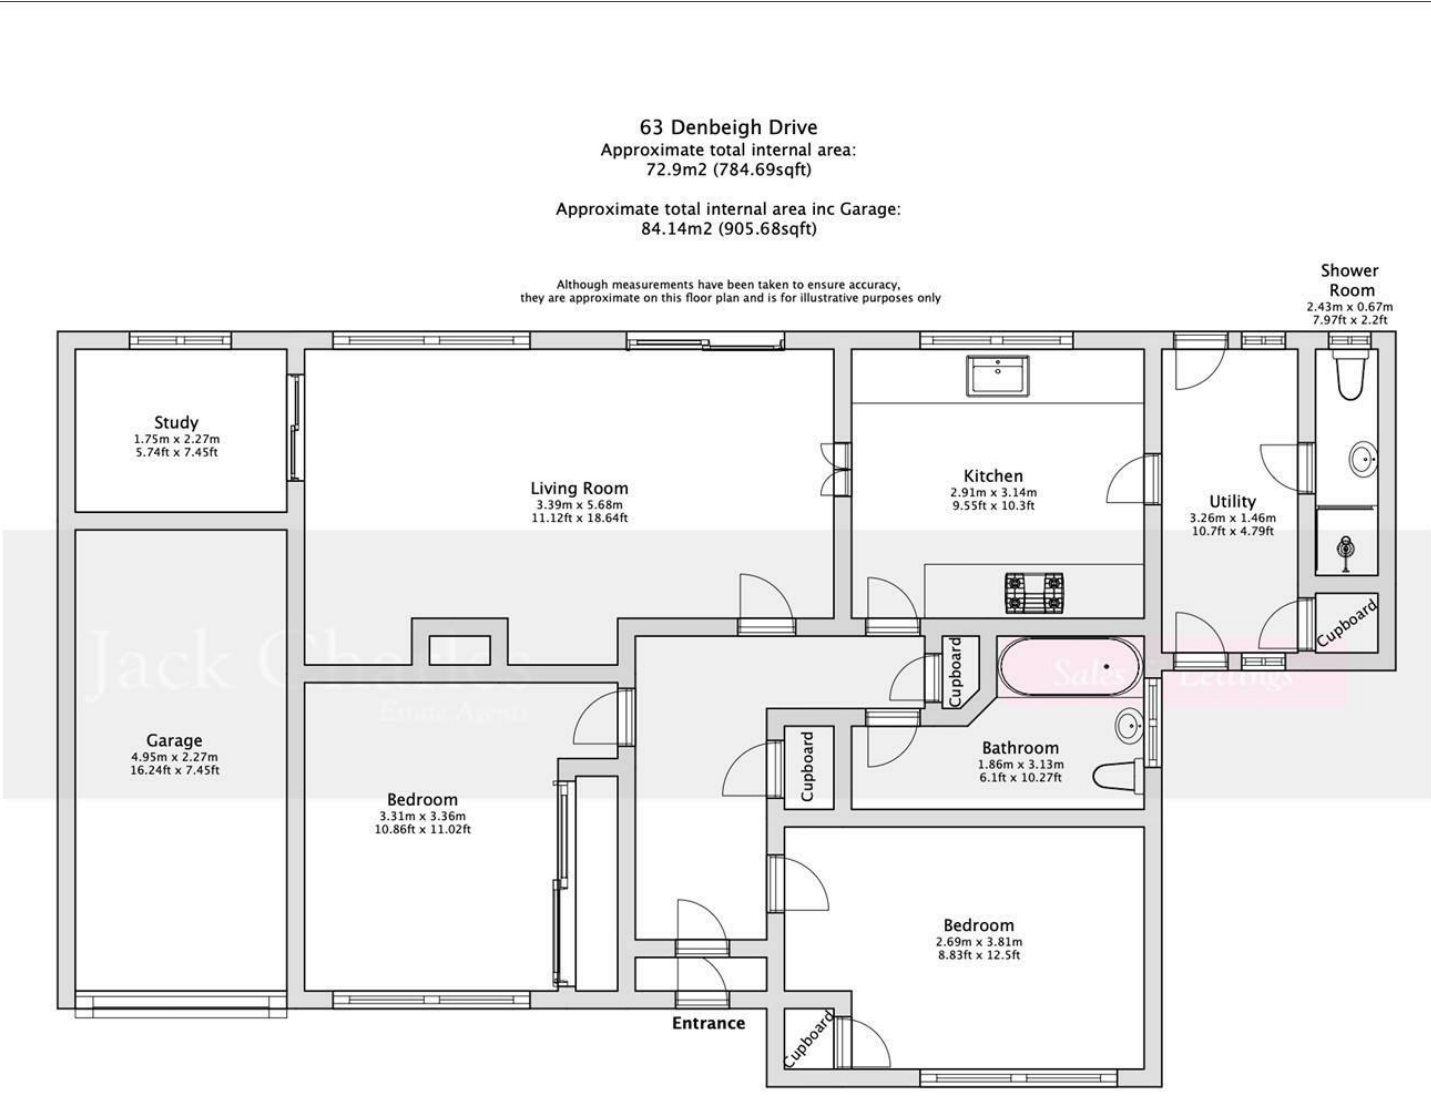 63 Denbeigh Drive
Approximate total internal area:
72.9m2 (784.69sqft)
Approximate total internal area inc Garage:
84.14m2 (905.68sqft)
Although measurements have been taken to ensure accuracy,
they are approximate on this floor plan and is for illustrative purposes only
Shower
Room
2.43m x 0.67m
7.97ft x 2.2ft
Study
1.75m x 2.27m
5.74ft x 7.45ft
Living Room
3.39m x 5.68m
11.12ft x 18.64ft
Kitchen
2.91m x 3.14m
9.55ft x 10.3ft
Utility
3.26m x 1.46m
10.7ft x 4.79ft
Cupboard
Cupboard
Jack Charles
Estate Agents
Sales
Lettings
Garage
4.95m x 2.27m
16.24ft x 7.45ft
Cupboard
Bathroom
1.86m x 3.13m
6.1ft x 10.27ft
Bedroom
3.31m x 3.36m
10.86ft x 11.02ft
Bedroom
2.69m x 3.81m
8.83ft x 12.5ft
Entrance
Cupboard